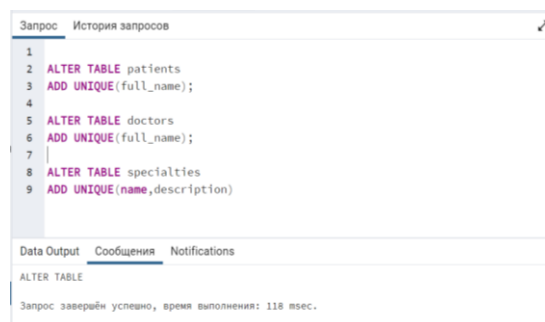 Запрос История запросов
1
2 ALTER TABLE patients
3 ADD UNIQUE(full_name);
4
5 ALTER TABLE doctors
6 ADD UNIQUE(full_name);
7
8 ALTER TABLE specialties
9 ADD UNIQUE(name,description)
Data Output Сообщения Notifications
ALTER TABLE
Запрос завершён успешно, время выполнения: 118 msec.